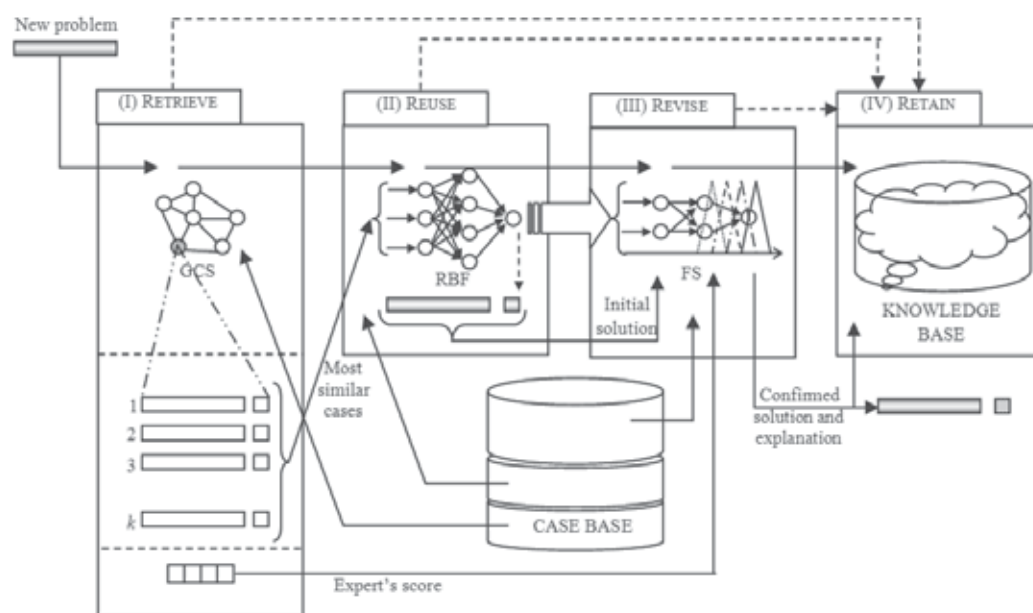 New problem
(I) RETRIEVE
(II) REUSE
(III) REVISE
(IV) RETAIN
GCS
RBF
FS
KNOWLEDGE
BASE
Initial
solution
Most
similar
cases
1
2
3
k
Confirmed
solution and
explanation
CASE BASE
Expert's score